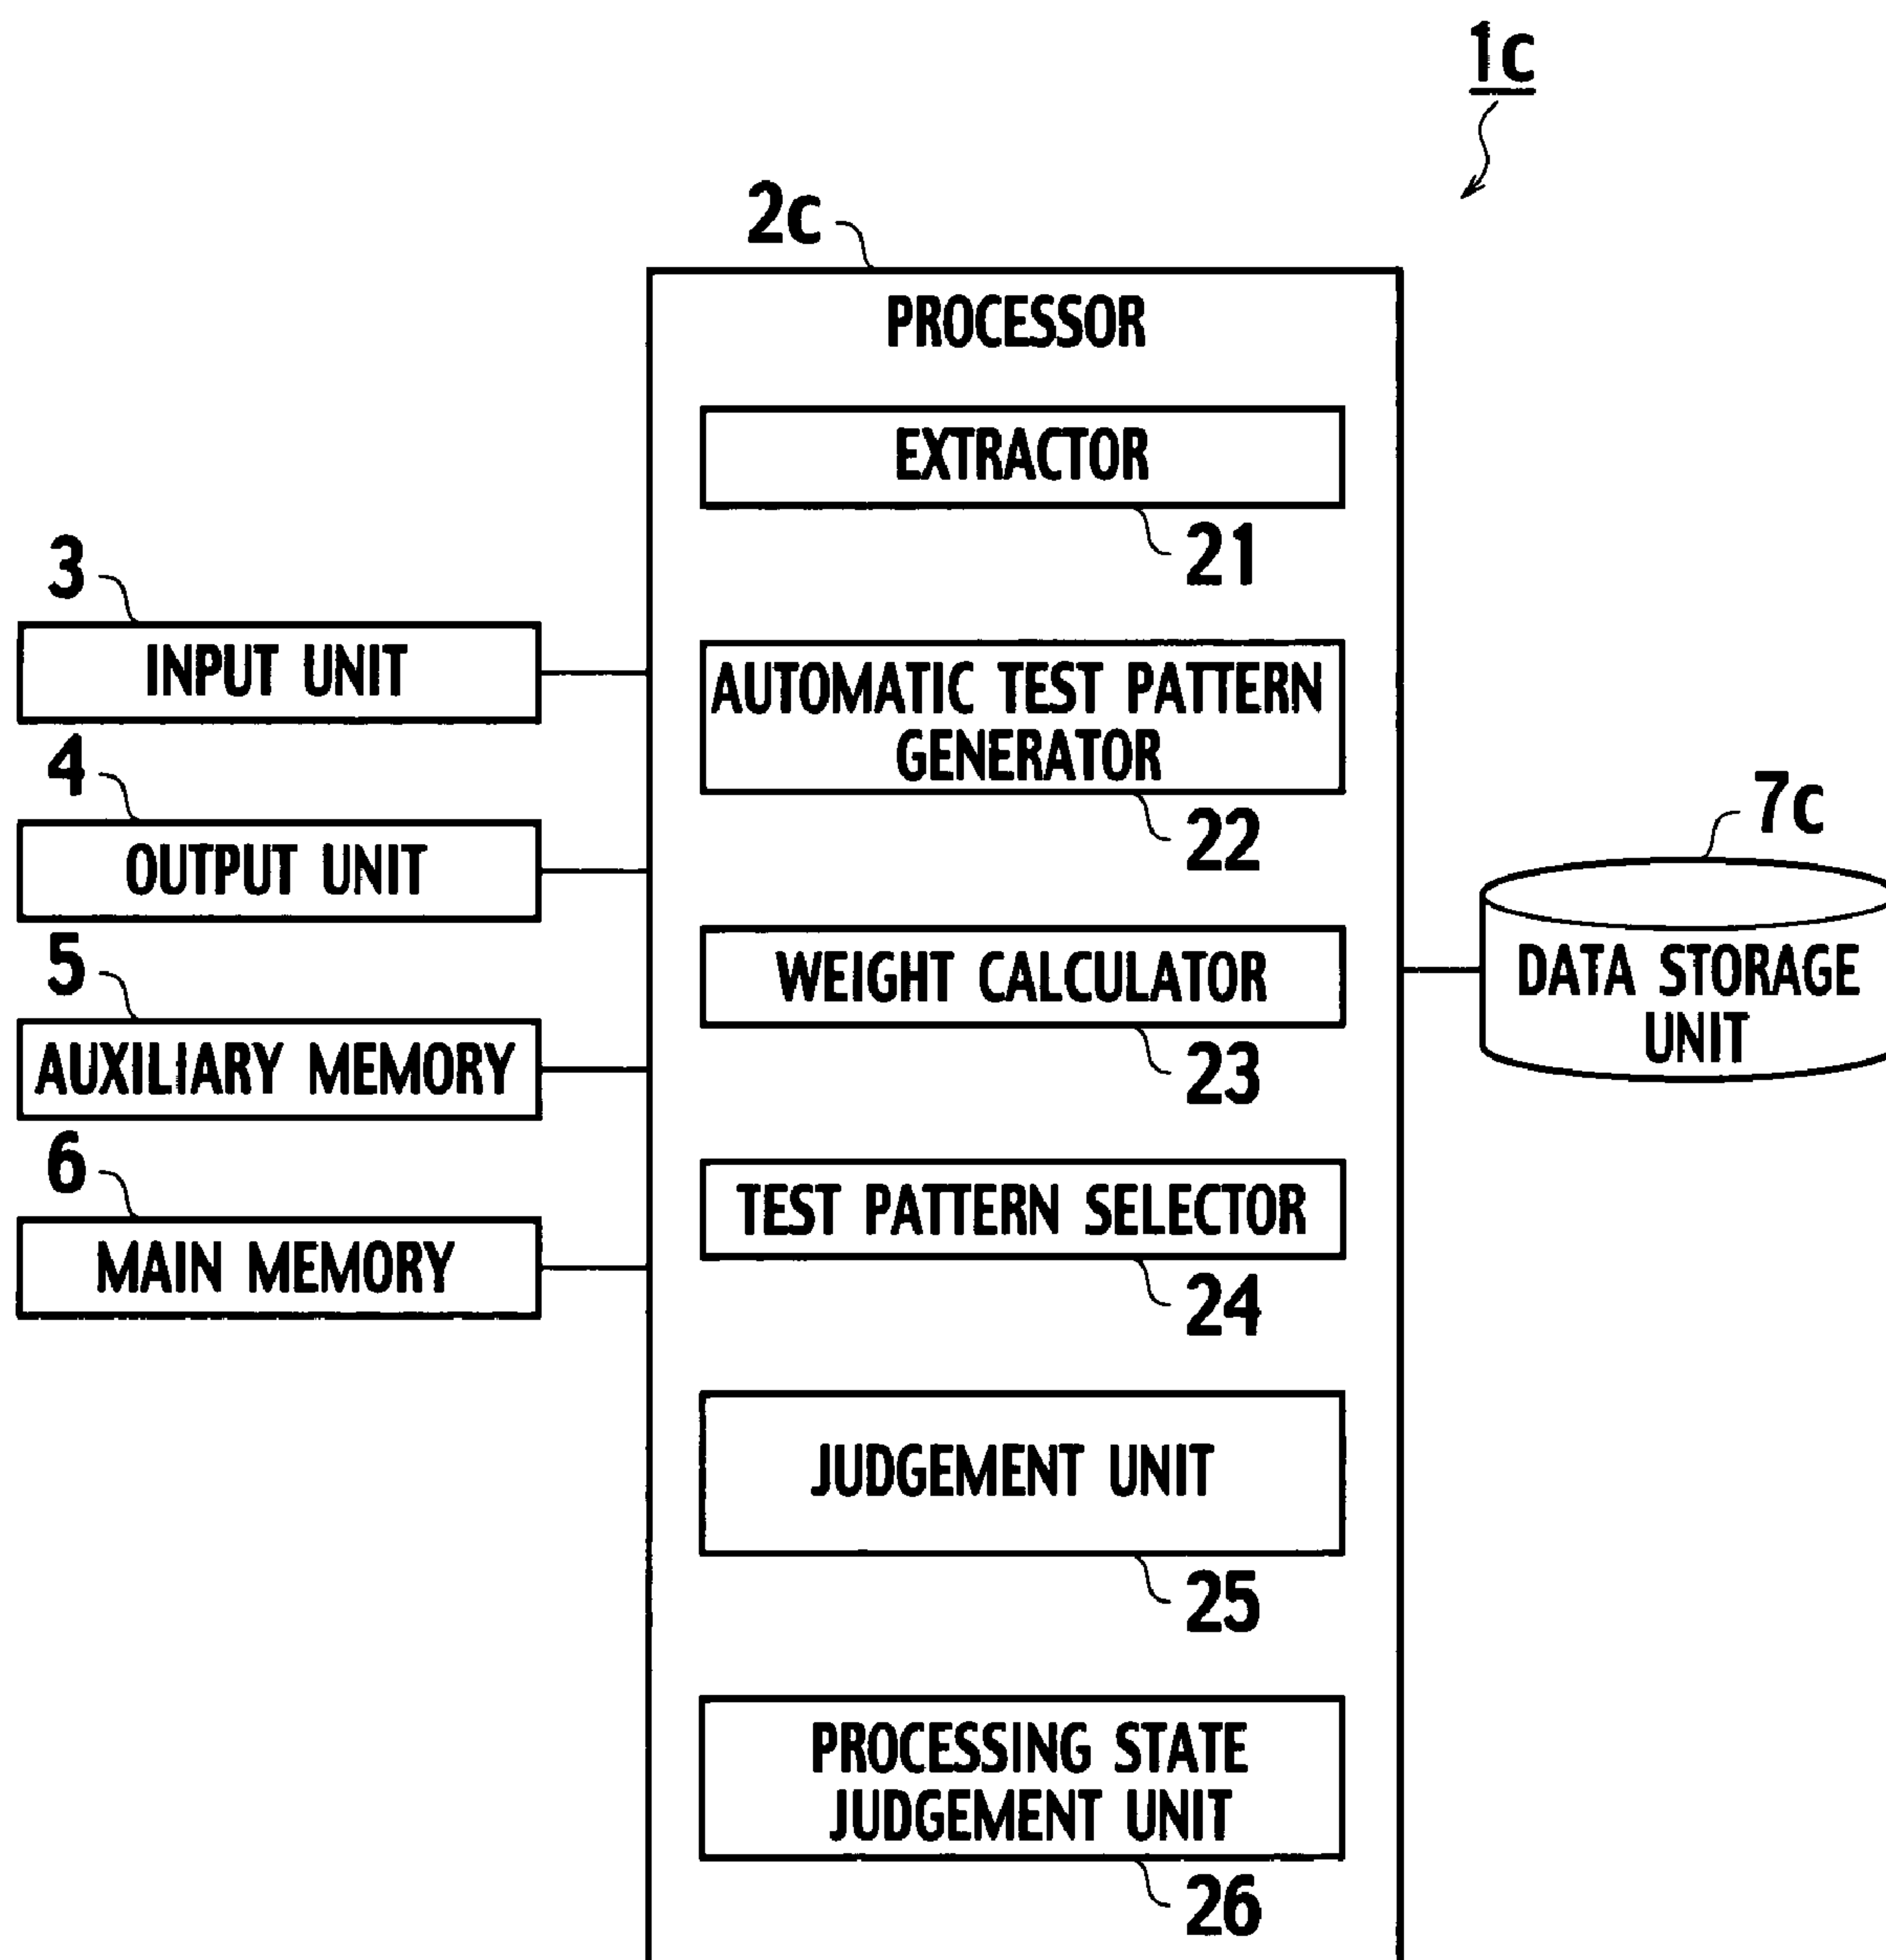 1c
2c
PROCESSOR
EXTRACTOR
21
3
INPUT UNIT
AUTOMATIC TEST PATTERN
GENERATOR
22
4
OUTPUT UNIT
7c
DATA STORAGE
UNIT
WEIGHT CALCULATOR
23
5
AUXILIARY MEMORY
6
MAIN MEMORY
TEST PATTERN SELECTOR
24
JUDGEMENT UNIT
25
PROCESSING STATE
JUDGEMENT UNIT
26